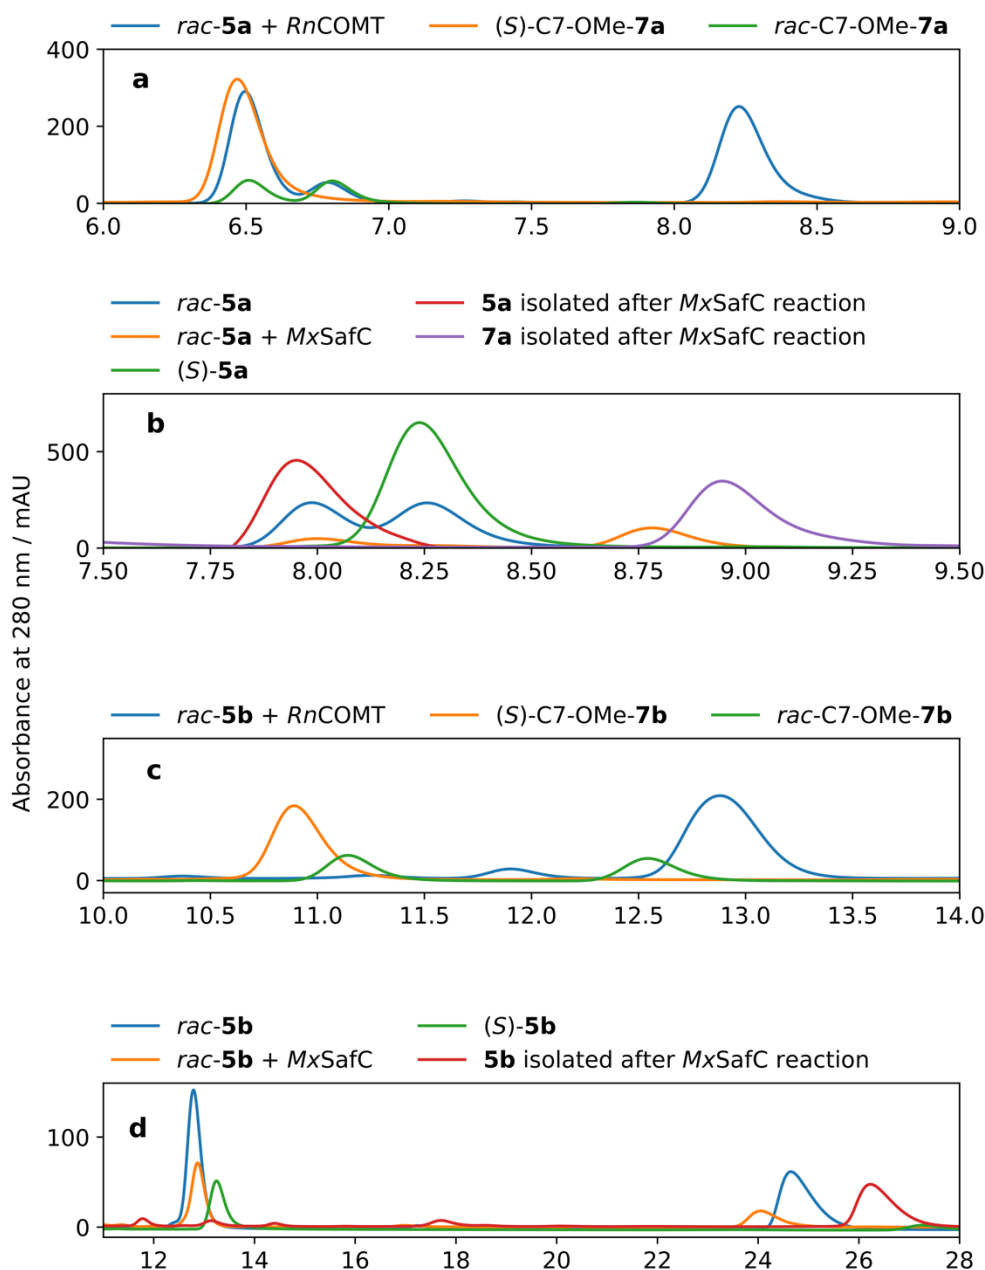 rac-5a + RnCOMT (S)-C7-OMe-7a rac-C7-OMe-7a
400
200
0
a
6.0 6.5 7.0 7.5 8.0 8.5 9.0
rac-5a 5a isolated after MxSafC reaction
rac-5a + MxSafC 7a isolated after MxSafC reaction
(S)-5a
500
0
b
7.50 7.75 8.00 8.25 8.50 8.75 9.00 9.25 9.50
Absorbance at 280 nm / mAU
rac-5b + RnCOMT (S)-C7-OMe-7b rac-C7-OMe-7b
200
0
c
10.0 10.5 11.0 11.5 12.0 12.5 13.0 13.5 14.0
rac-5b (S)-5b
rac-5b + MxSafC 5b isolated after MxSafC reaction
100
0
d
12 14 16 18 20 22 24 26 28